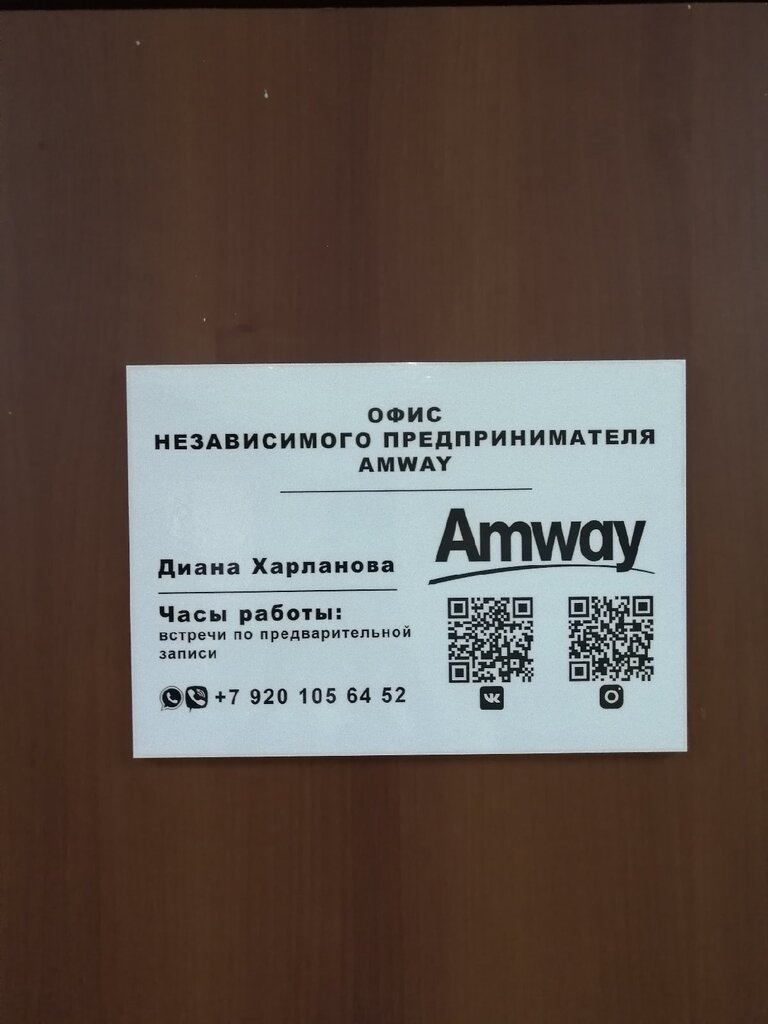 ОФИС
НЕЗАВИСИМОГО ПРЕДПРИНИМАТЕЛЯ
AMWAY
Amway
Диана Харланова
Часы работы:
встречи по предварительной
записи
+7 920 105 64 52